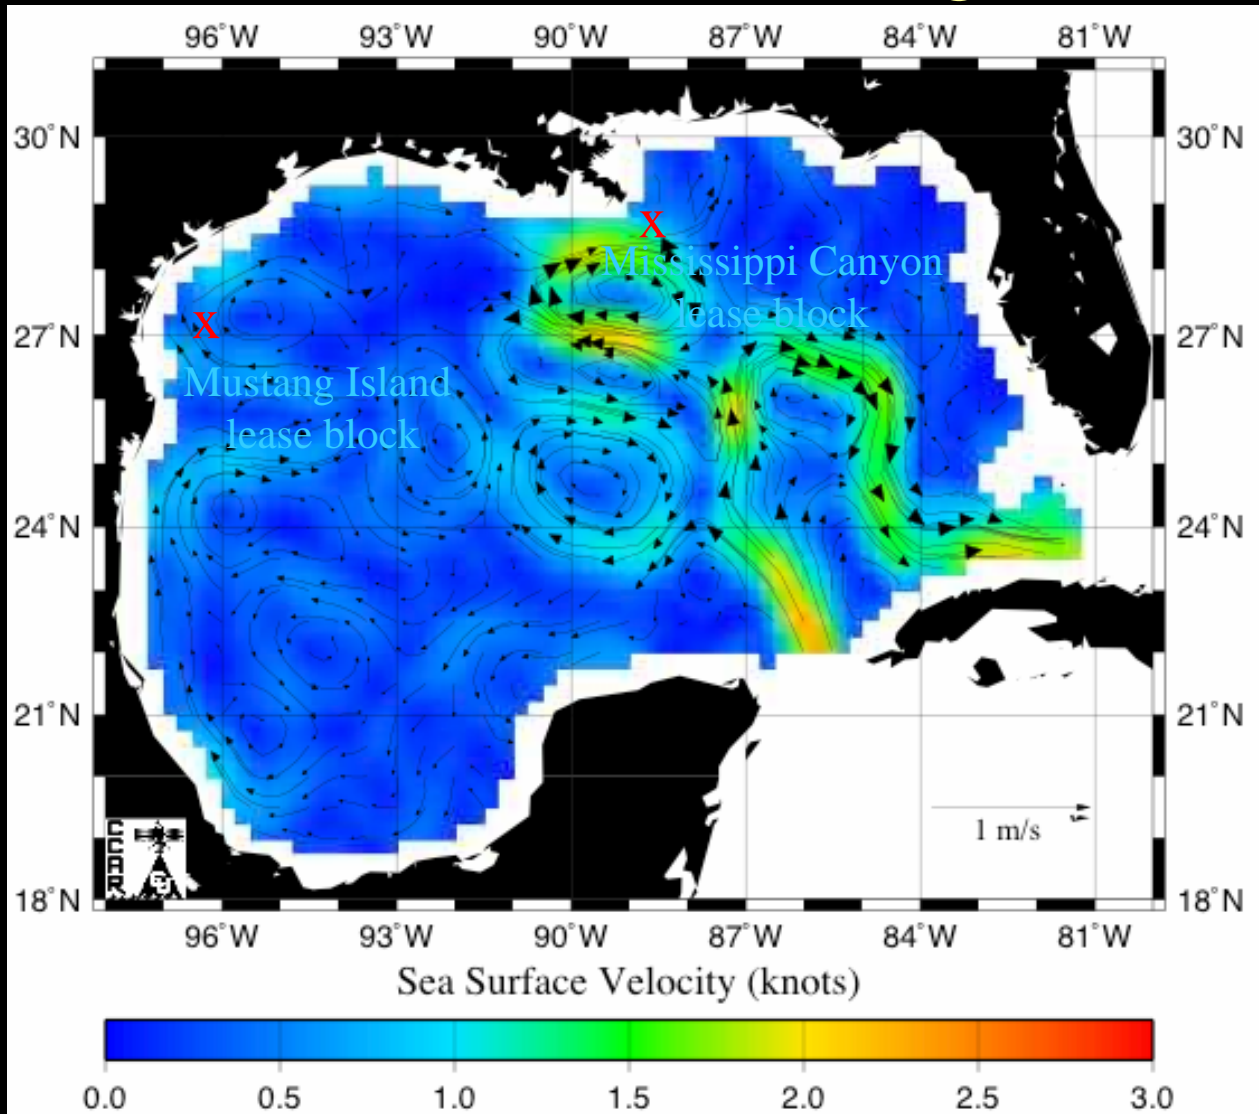 96°W 93°W 90°W 87°W 84°W 81°W
30°N 30°N
X
Mississippi Canyon
lease block
X
27°N 27°N
Mustang Island
lease block
24°N 24°N
21°N 21°N
1 m/s
CCAR
CU
18°N 18°N
96°W 93°W 90°W 87°W 84°W 81°W
Sea Surface Velocity (knots)
0.0 0.5 1.0 1.5 2.0 2.5 3.0